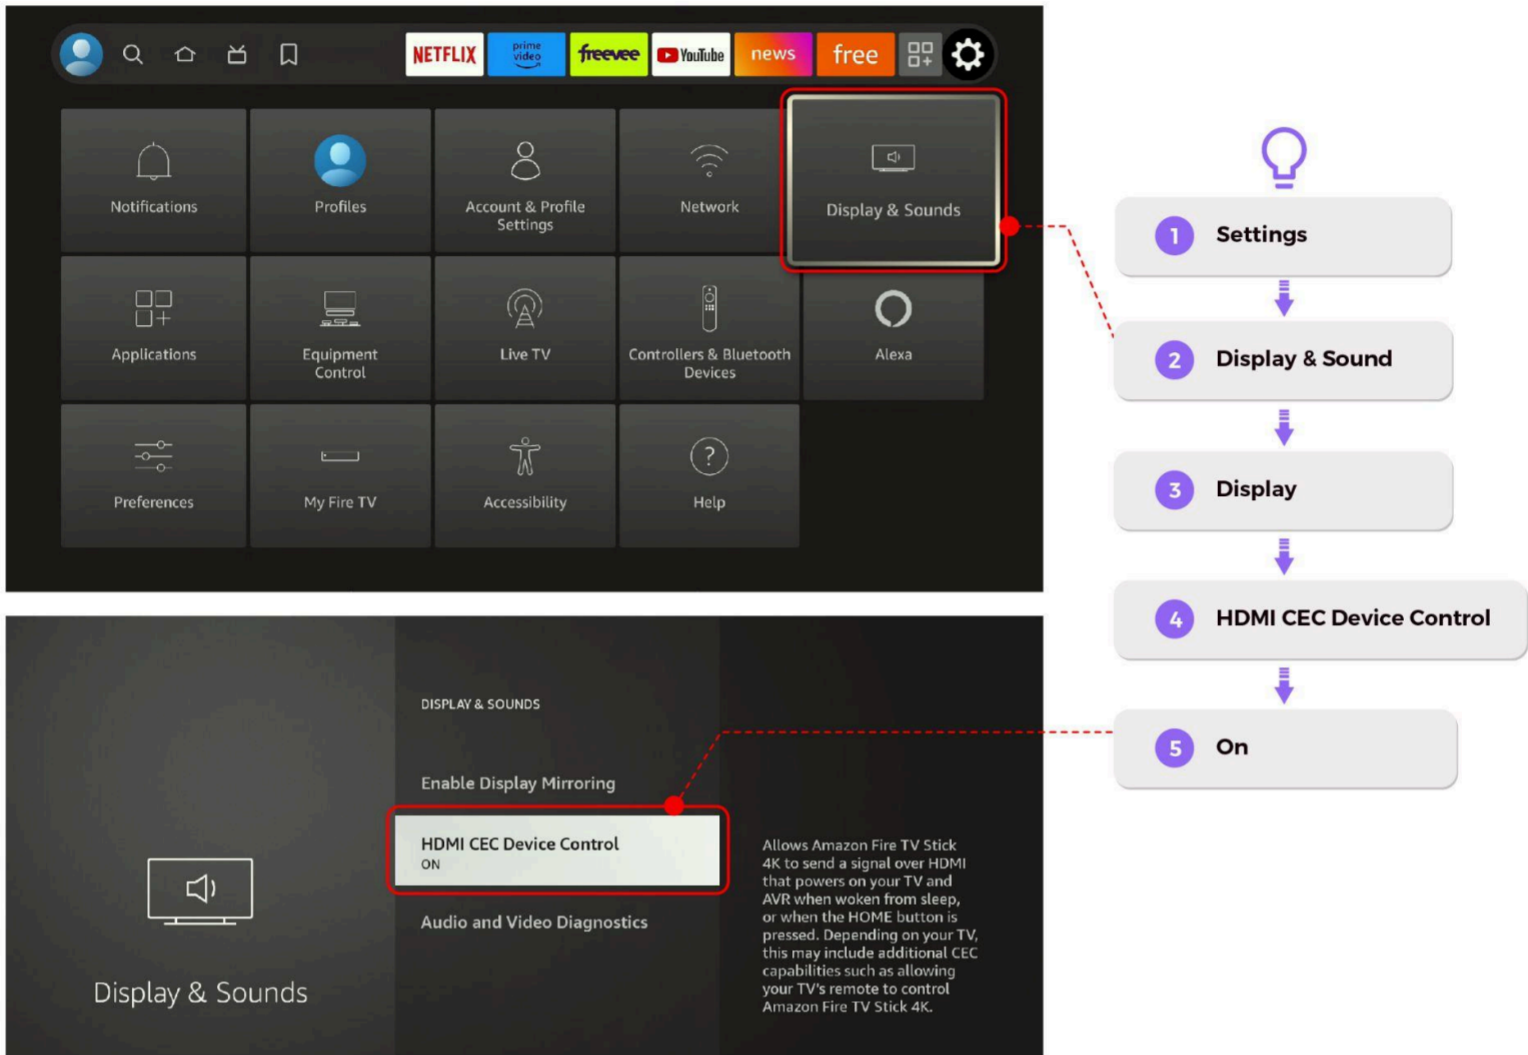 NETFLIX
prime
video
freevee
YouTube
news
free
Notifications
Profiles
Account & Profile
Settings
Network
Display & Sounds
Applications
Equipment
Control
Live TV
Controllers & Bluetooth
Devices
Alexa
Preferences
My Fire TV
Accessibility
?
Help
1 Settings
2 Display & Sound
3 Display
4 HDMI CEC Device Control
5 On
Display & Sounds
DISPLAY & SOUNDS
Enable Display Mirroring
HDMI CEC Device Control
ON
Audio and Video Diagnostics
Allows Amazon Fire TV Stick
4K to send a signal over HDMI
that powers on your TV and
AVR when woken from sleep,
or when the HOME button is
pressed. Depending on your TV,
this may include additional CEC
capabilities such as allowing
your TV's remote to control
Amazon Fire TV Stick 4K.